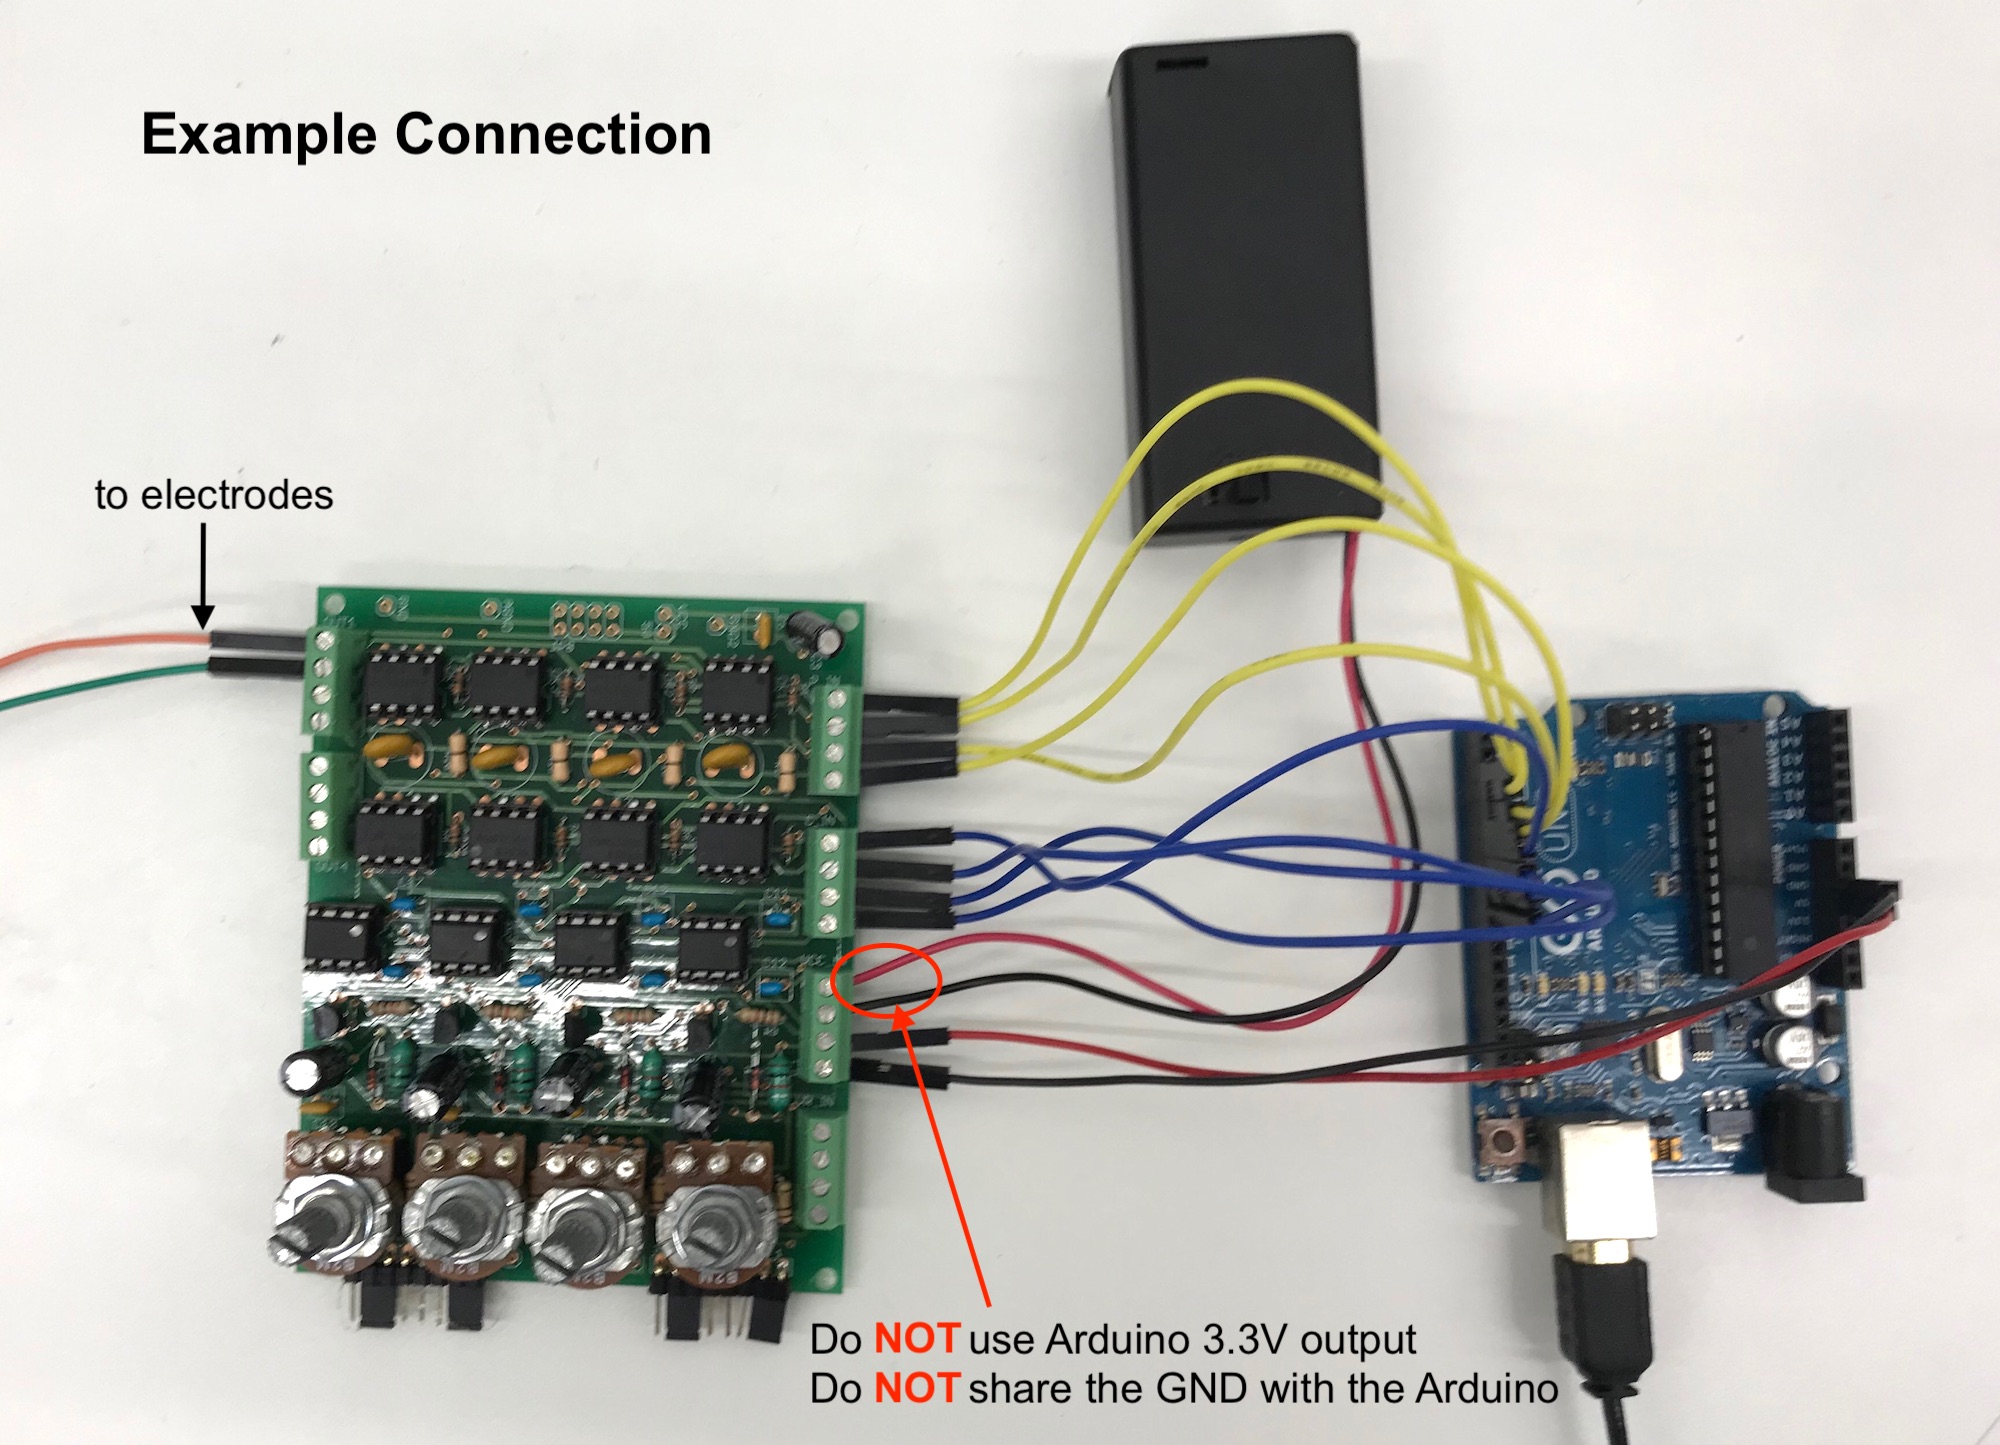 Example Connection
to electrodes
Do NOT use Arduino 3.3V output
Do NOT share the GND with the Arduino